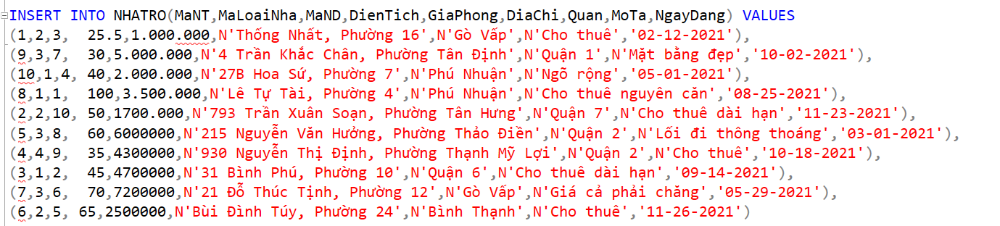 INSERT INTO NHATRO(MaNT,MaLoaiNha,MaND,DienTich,GiaPhong,DiaChi,Quan,MoTa,NgayDang) VALUES
(1,2,3,  25.5,1.000.000,N'Thống Nhất, Phường 16',N'Gò Vấp',N'Cho thuê','02-12-2021'),
(9,3,7,  30,5.000.000,N'4 Trần Khắc Chân, Phường Tân Định',N'Quận 1',N'Mặt bằng đẹp','10-02-2021'),
(10,1,4, 40,2.000.000,N'27B Hoa Sứ, Phường 7',N'Phú Nhuận',N'Ngõ rộng','05-01-2021'),
(8,1,1,  100,3.500.000,N'Lê Tự Tài, Phường 4',N'Phú Nhuận',N'Cho thuê nguyên căn','08-25-2021'),
(2,2,10, 50,1700.000,N'793 Trần Xuân Soạn, Phường Tân Hưng',N'Quận 7',N'Cho thuê dài hạn','11-23-2021'),
(5,3,8,  60,6000000,N'215 Nguyễn Văn Hưởng, Phường Thảo Điền',N'Quận 2',N'Lối đi thông thoáng','03-01-2021'),
(4,4,9,  35,4300000,N'930 Nguyễn Thị Định, Phường Thạnh Mỹ Lợi',N'Quận 2',N'Cho thuê','10-18-2021'),
(3,1,2,  45,4700000,N'31 Bình Phú, Phường 10',N'Quận 6',N'Cho thuê dài hạn','09-14-2021'),
(7,3,6,  70,7200000,N'21 Đỗ Thúc Tịnh, Phường 12',N'Gò Vấp',N'Giá cả phải chăng','05-29-2021'),
(6,2,5, 65,2500000,N'Bùi Đình Túy, Phường 24',N'Bình Thạnh',N'Cho thuê','11-26-2021')